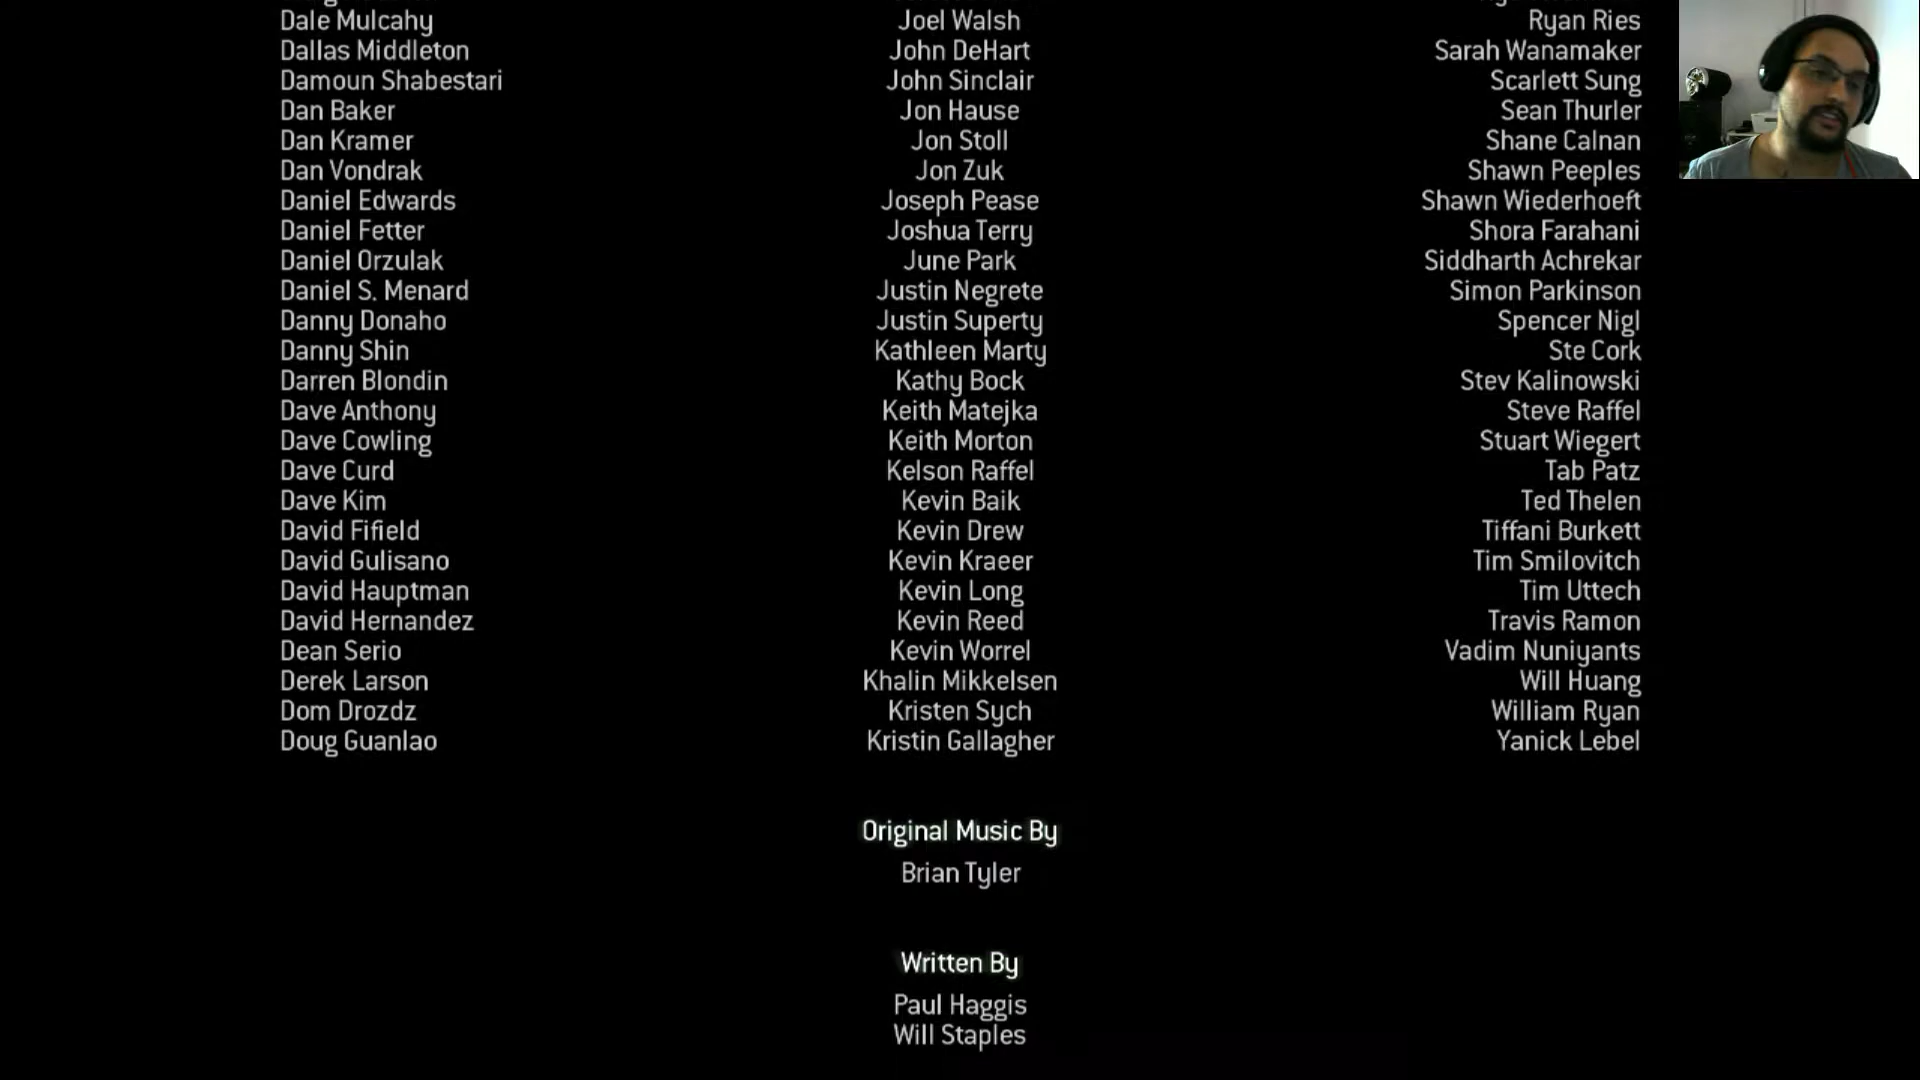 Dale Mulcahy
Dallas Middleton
Damoun Shabestari
Dan Baker
Dan Kramer
Dan Vondrak
Daniel Edwards
Daniel Fetter
Daniel Orzulak
Daniel S. Menard
Danny Donaho
Danny Shin
Darren Blondin
Dave Anthony
Dave Cowling
Dave Curd
Dave Kim
David Fifield
David Gulisano
David Hauptman
David Hernandez
Dean Serio
Derek Larson
Dom Drozdz
Doug Guanlao
Joel Walsh
John DeHart
John Sinclair
Jon Hause
Jon Stoll
Jon Zuk
Joseph Pease
Joshua Terry
June Park
Justin Negrete
Justin Superty
Kathleen Marty
Kathy Bock
Keith Matejka
Keith Morton
Kelson Raffel
Kevin Baik
Kevin Drew
Kevin Kraeer
Kevin Long
Kevin Reed
Kevin Worrel
Khalin Mikkelsen
Kristen Sych
Kristin Gallagher
Ryan Ries
Sarah Wanamaker
Scarlett Sung
Sean Thurler
Shane Calnan
Shawn Peeples
Shawn Wiederhoeft
Shora Farahani
Siddharth Achrekar
Simon Parkinson
Spencer Nigl
Ste Cork
Stev Kalinowski
Steve Raffel
Stuart Wiegert
Tab Patz
Ted Thelen
Tiffani Burkett
Tim Smilovitch
Tim Uttech
Travis Ramon
Vadim Nuniyants
Will Huang
William Ryan
Yanick Lebel
Original Music By
Brian Tyler
Written By
Paul Haggis
Will Staples